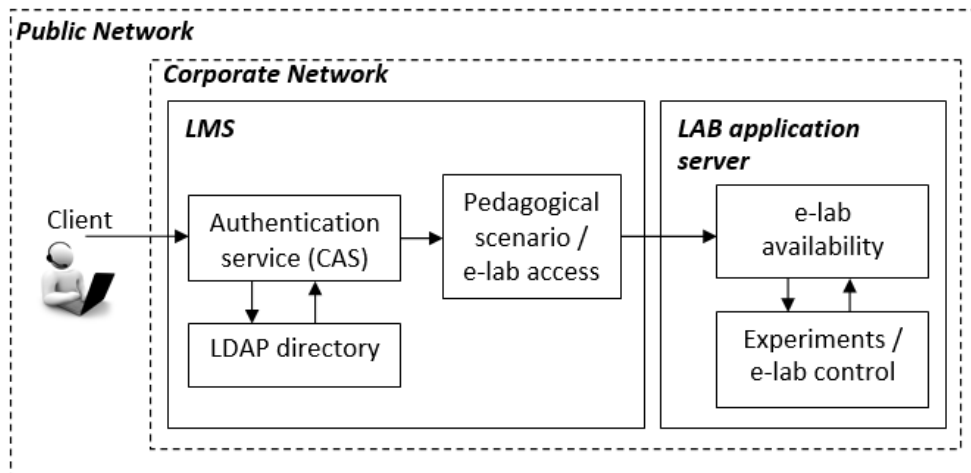 Public Network
Corporate Network
LMS
LAB application
server
Client
Authentication
service (CAS)
Pedagogical
scenario /
e-lab access
e-lab
availability
LDAP directory
Experiments /
e-lab control